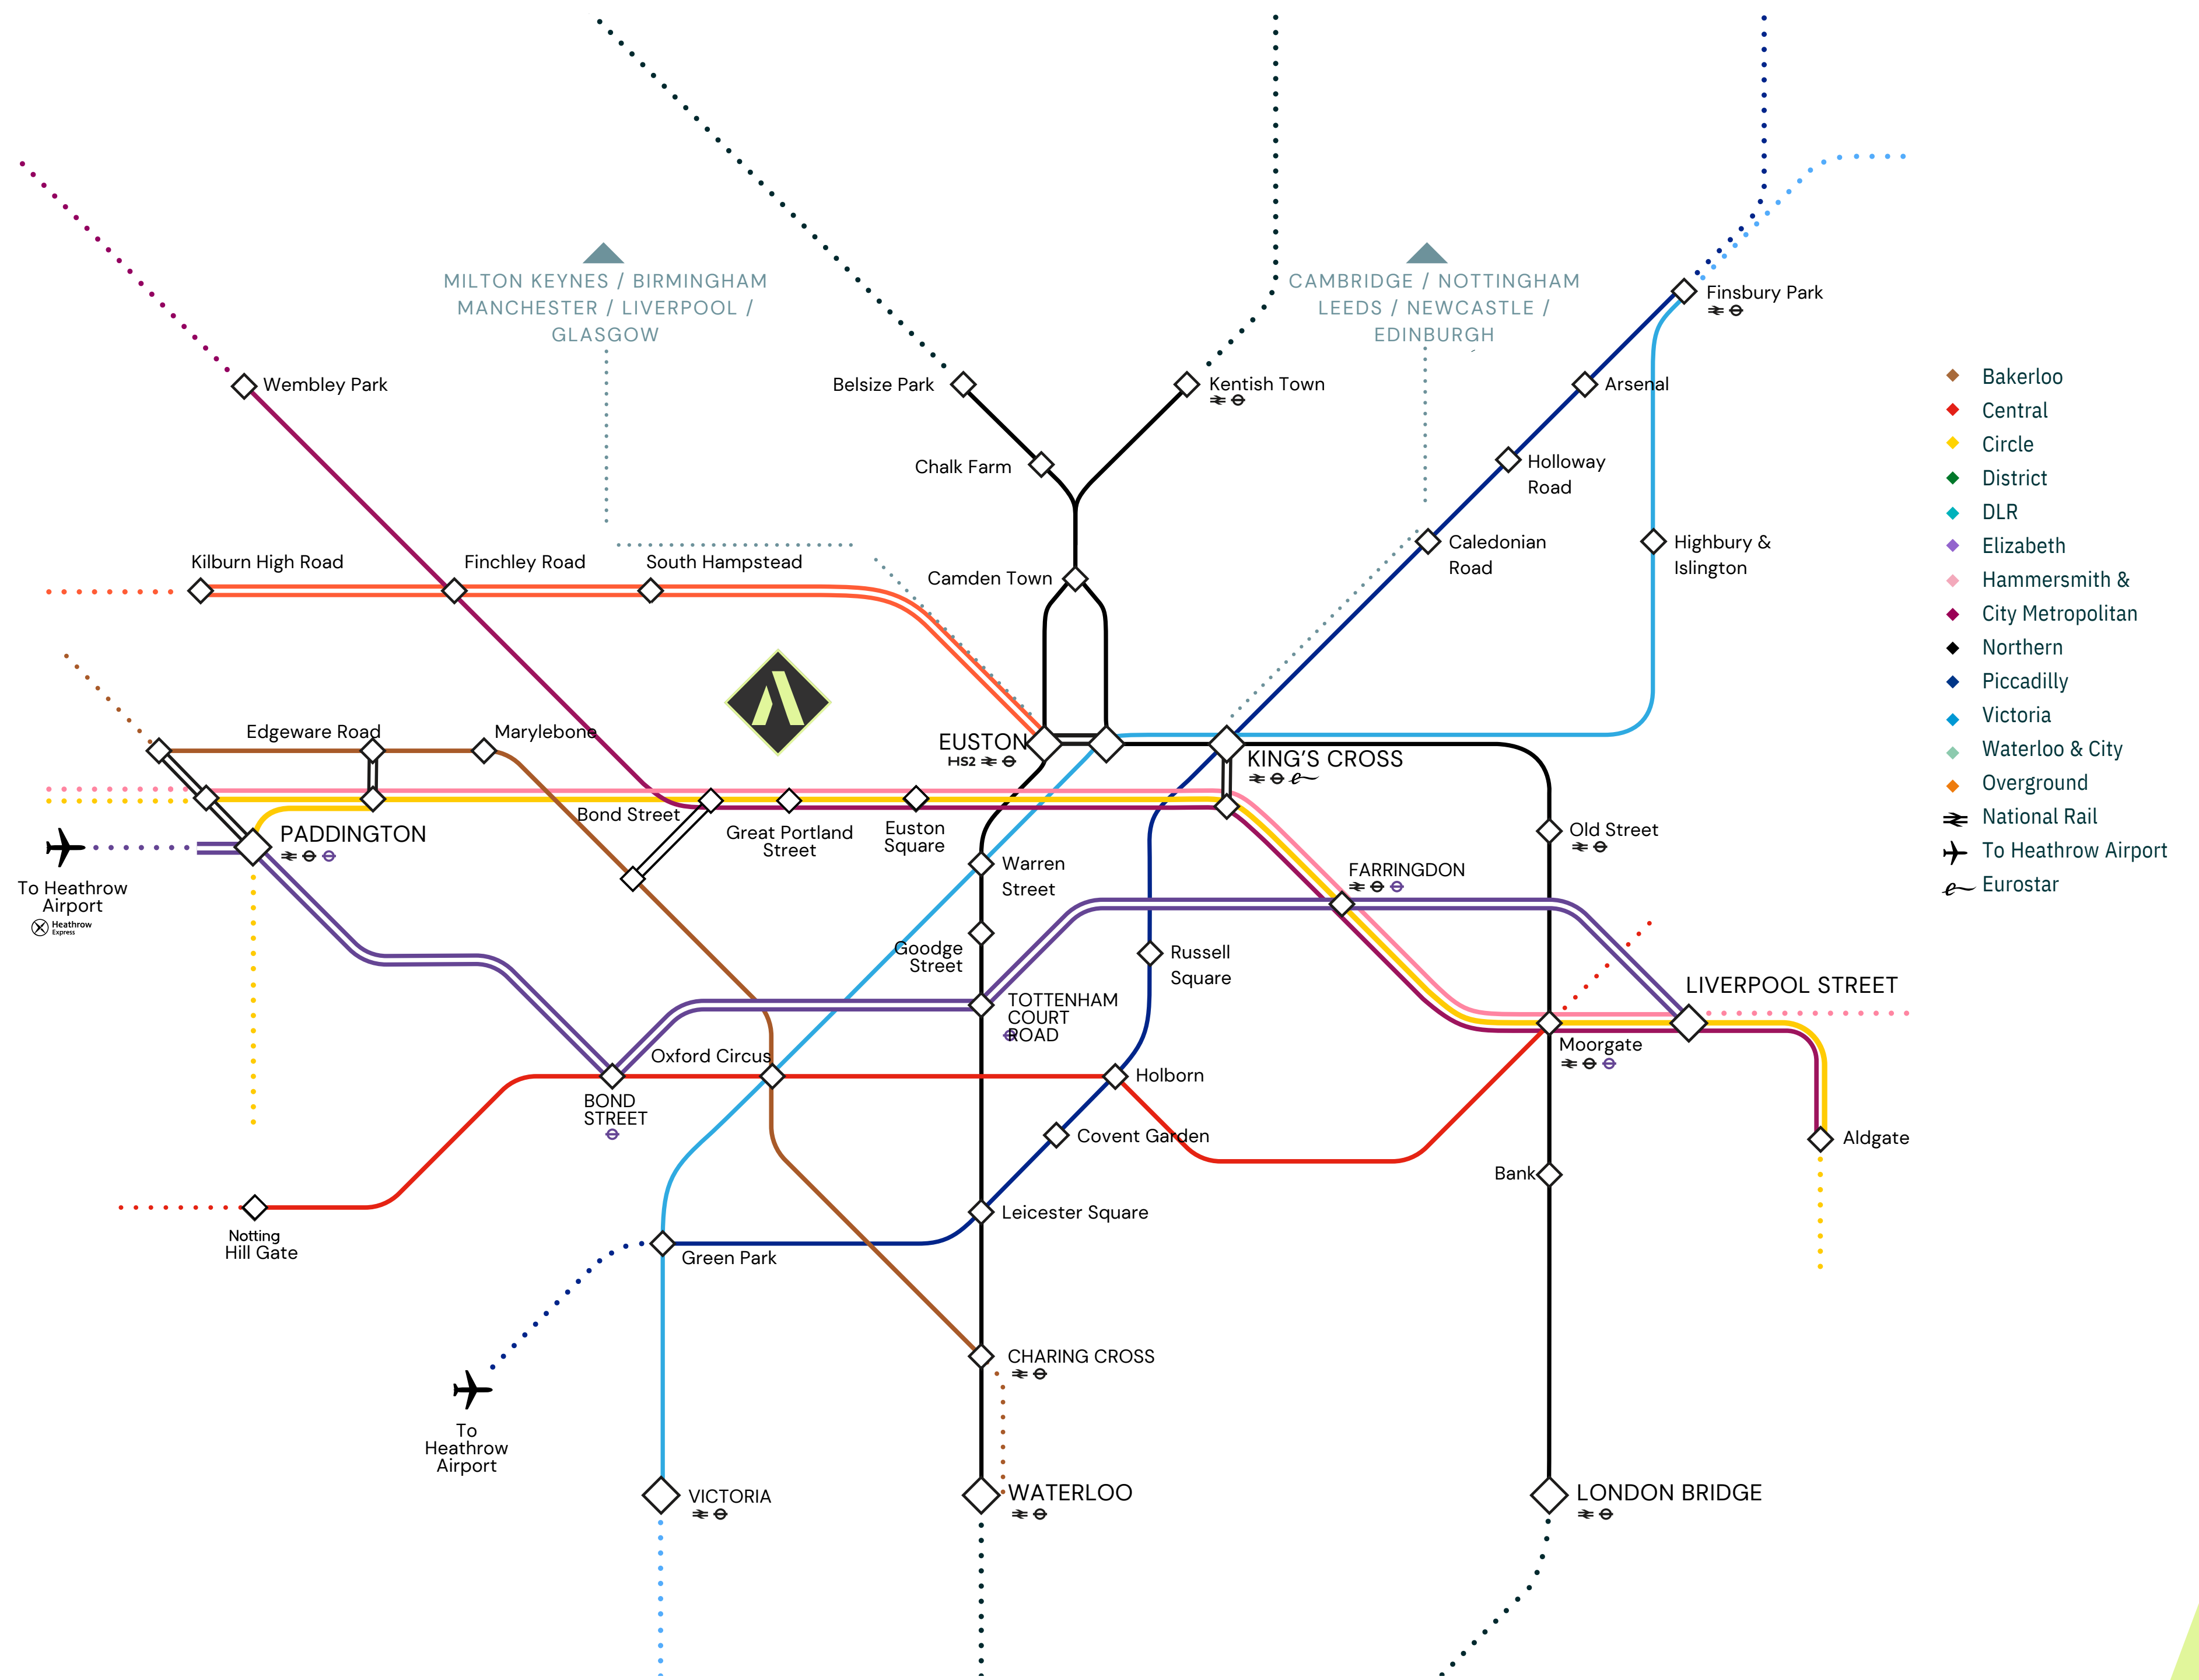 MILTON KEYNES / BIRMINGHAM
MANCHESTER / LIVERPOOL /
GLASGOW
CAMBRIDGE / NOTTINGHAM
LEEDS / NEWCASTLE /
EDINBURGH
Finsbury Park
Wembley Park
Belsize Park
Kentish Town
Arsenal
Chalk Farm
Holloway
Road
Kilburn High Road
Finchley Road
South Hampstead
Camden Town
Caledonian
Road
Highbury &
Islington
Edgeware Road
Marylebone
EUSTON
HS2
KING'S CROSS
Bond Street
Great Portland
Street
Euston
Square
PADDINGTON
Old Street
To Heathrow
Airport
Heathrow
Express
Warren
Street
FARRINGDON
Goodge
Street
Russell
Square
TOTTENHAM
COURT
ROAD
LIVERPOOL STREET
Moorgate
Oxford Circus
Holborn
BOND
STREET
Covent Garden
Aldgate
Bank
Notting
Hill Gate
Leicester Square
Green Park
CHARING CROSS
To
Heathrow
Airport
VICTORIA
WATERLOO
LONDON BRIDGE
Bakerloo
Central
Circle
District
DLR
Elizabeth
Hammersmith &
City Metropolitan
Northern
Piccadilly
Victoria
Waterloo & City
Overground
National Rail
To Heathrow Airport
Eurostar